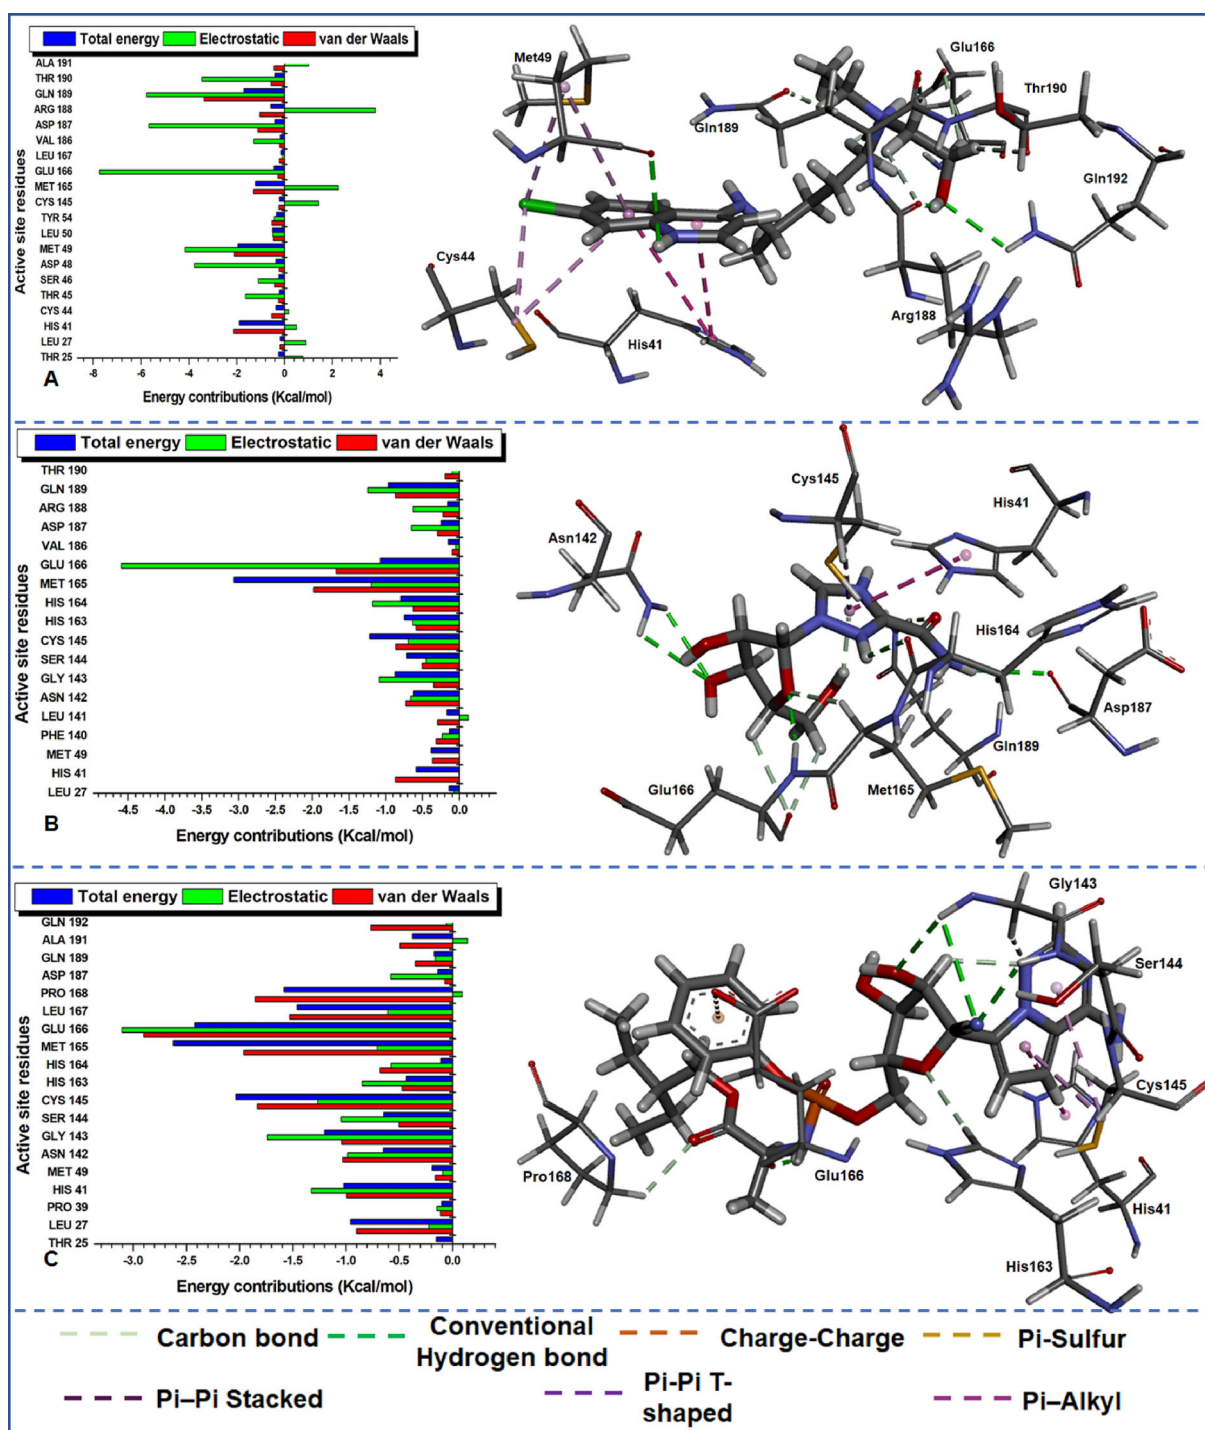 Total energy Electrostatic van der Waals
Active site residues
ALA 191
THR 190
GLN 189
ARG 188
ASP 187
VAL 186
LEU 167
GLU 166
MET 165
CYS 145
TYR 54
LEU 50
MET 49
ASP 48
SER 46
THR 45
CYS 44
HIS 41
LEU 27
THR 25
-8 -6 -4 -2 0 2 4
A
Energy contributions (Kcal/mol)
Met49
Glu166
Gln189
Thr190
Gln192
Cys44
His41
Arg188
Total energy Electrostatic van der Waals
Active site residues
THR 190
GLN 189
ARG 188
ASP 187
VAL 186
GLU 166
MET 165
HIS 164
HIS 163
CYS 145
SER 144
GLY 143
ASN 142
LEU 141
PHE 140
MET 49
HIS 41
LEU 27
-4.5 -4.0 -3.5 -3.0 -2.5 -2.0 -1.5 -1.0 -0.5 0.0
B
Energy contributions (Kcal/mol)
Cys145
His41
Asn142
His164
Asp187
Gln189
Met165
Glu166
Total energy Electrostatic van der Waals
Active site residues
GLN 192
ALA 191
GLN 189
ASP 187
PRO 168
LEU 167
GLU 166
MET 165
HIS 164
HIS 163
CYS 145
SER 144
GLY 143
ASN 142
MET 49
HIS 41
PRO 39
LEU 27
THR 25
-3.0 -2.5 -2.0 -1.5 -1.0 -0.5 0.0
C
Energy contributions (Kcal/mol)
Gly143
Ser144
Cys145
Pro168
Glu166
His41
His163
Carbon bond
Conventional
Hydrogen bond
Charge-Charge
Pi-Sulfur
Pi–Pi Stacked
Pi-Pi T-
shaped
Pi–Alkyl